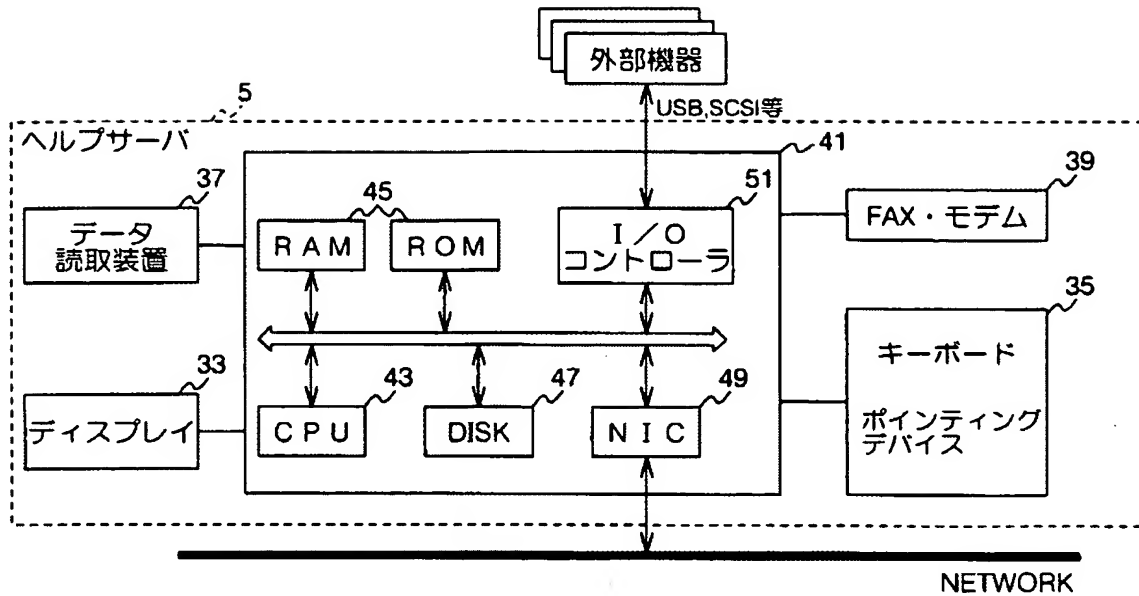 外部機器
USB,SCSI等
5
ヘルプサーバ
41
37
データ
読取装置
45
RAM
ROM
51
I/O
コントローラ
39
FAX・モデム
35
キーボード
ポインティング
デバイス
33
ディスプレイ
43
CPU
47
DISK
49
NIC
NETWORK